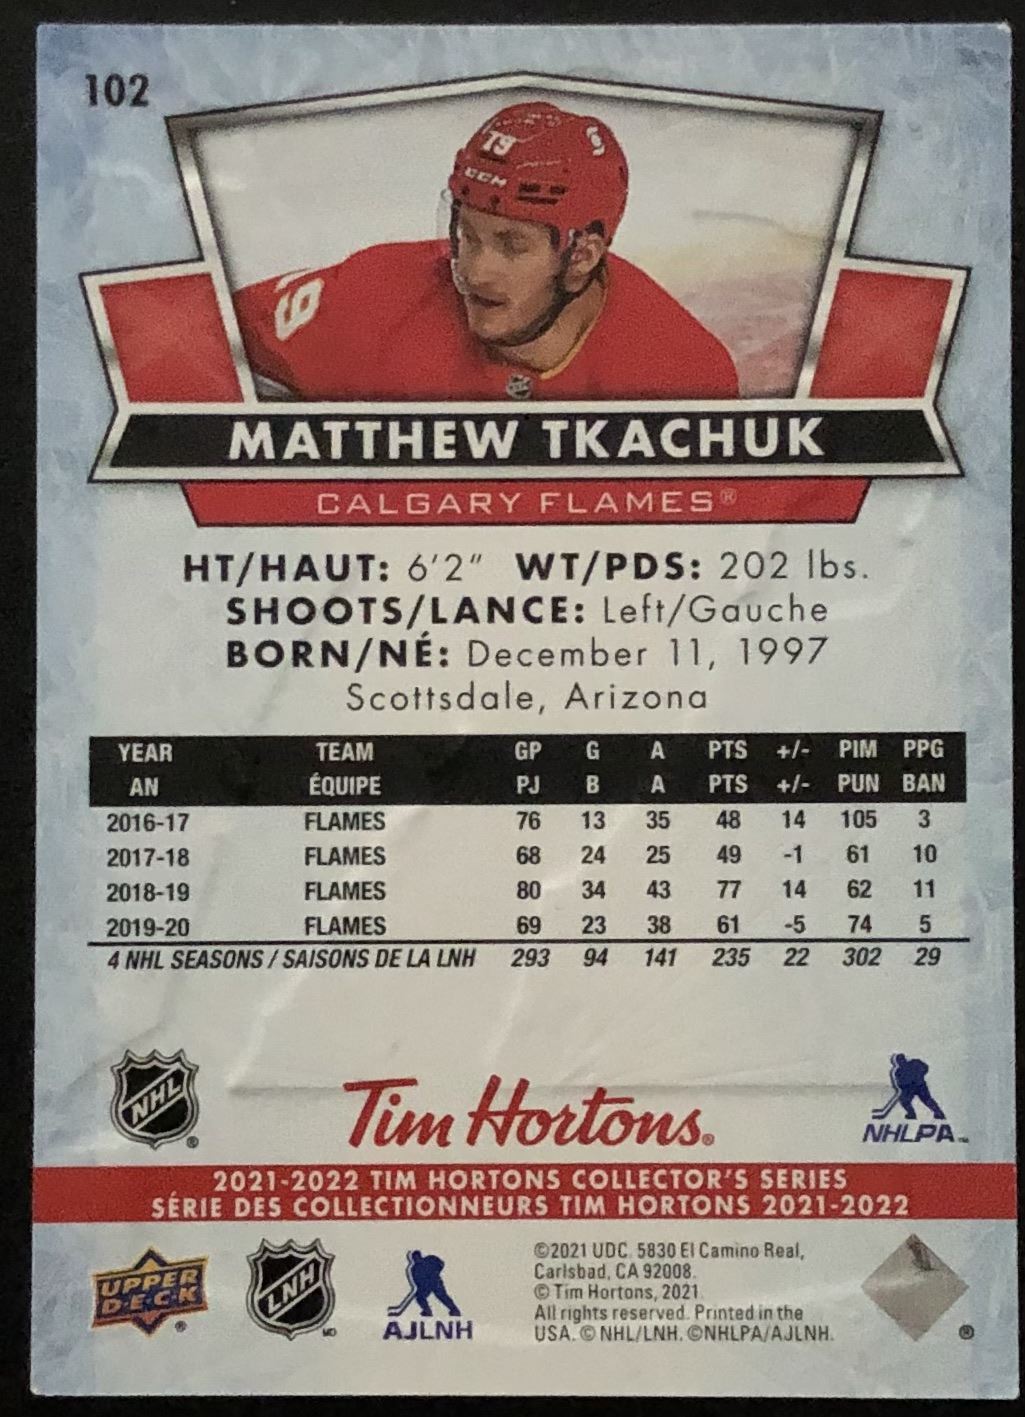 102
79
CCM
9
MATTHEW TKACHUK
CALGARY FLAMES®
HT/HAUT: 6'2" WT/PDS: 202 lbs.
SHOOTS/LANCE: Left/Gauche
BORN/NÉ: December 11, 1997
Scottsdale, Arizona
YEAR TEAM GP G A PTS +/- PIM PPG
AN ÉQUIPE PJ B A PTS +/- PUN BAN
2016-17 FLAMES 76 13 35 48 14 105 3
2017-18 FLAMES 68 24 25 49 -1 61 10
2018-19 FLAMES 80 34 43 77 14 62 11
2019-20 FLAMES 69 23 38 61 -5 74 5
4 NHL SEASONS / SAISONS DE LA LNH 293 94 141 235 22 302 29
NHL®
Tim Hortons®
NHLPA™
2021-2022 TIM HORTONS COLLECTOR'S SERIES
SÉRIE DES COLLECTIONNEURS TIM HORTONS 2021-2022
UPPER
DECK®
LNH MD
AJLNH
©2021 UDC. 5830 El Camino Real,
Carlsbad, CA 92008.
© Tim Hortons, 2021.
All rights reserved. Printed in the
USA. © NHL/LNH. ©NHLPA/AJLNH.
®